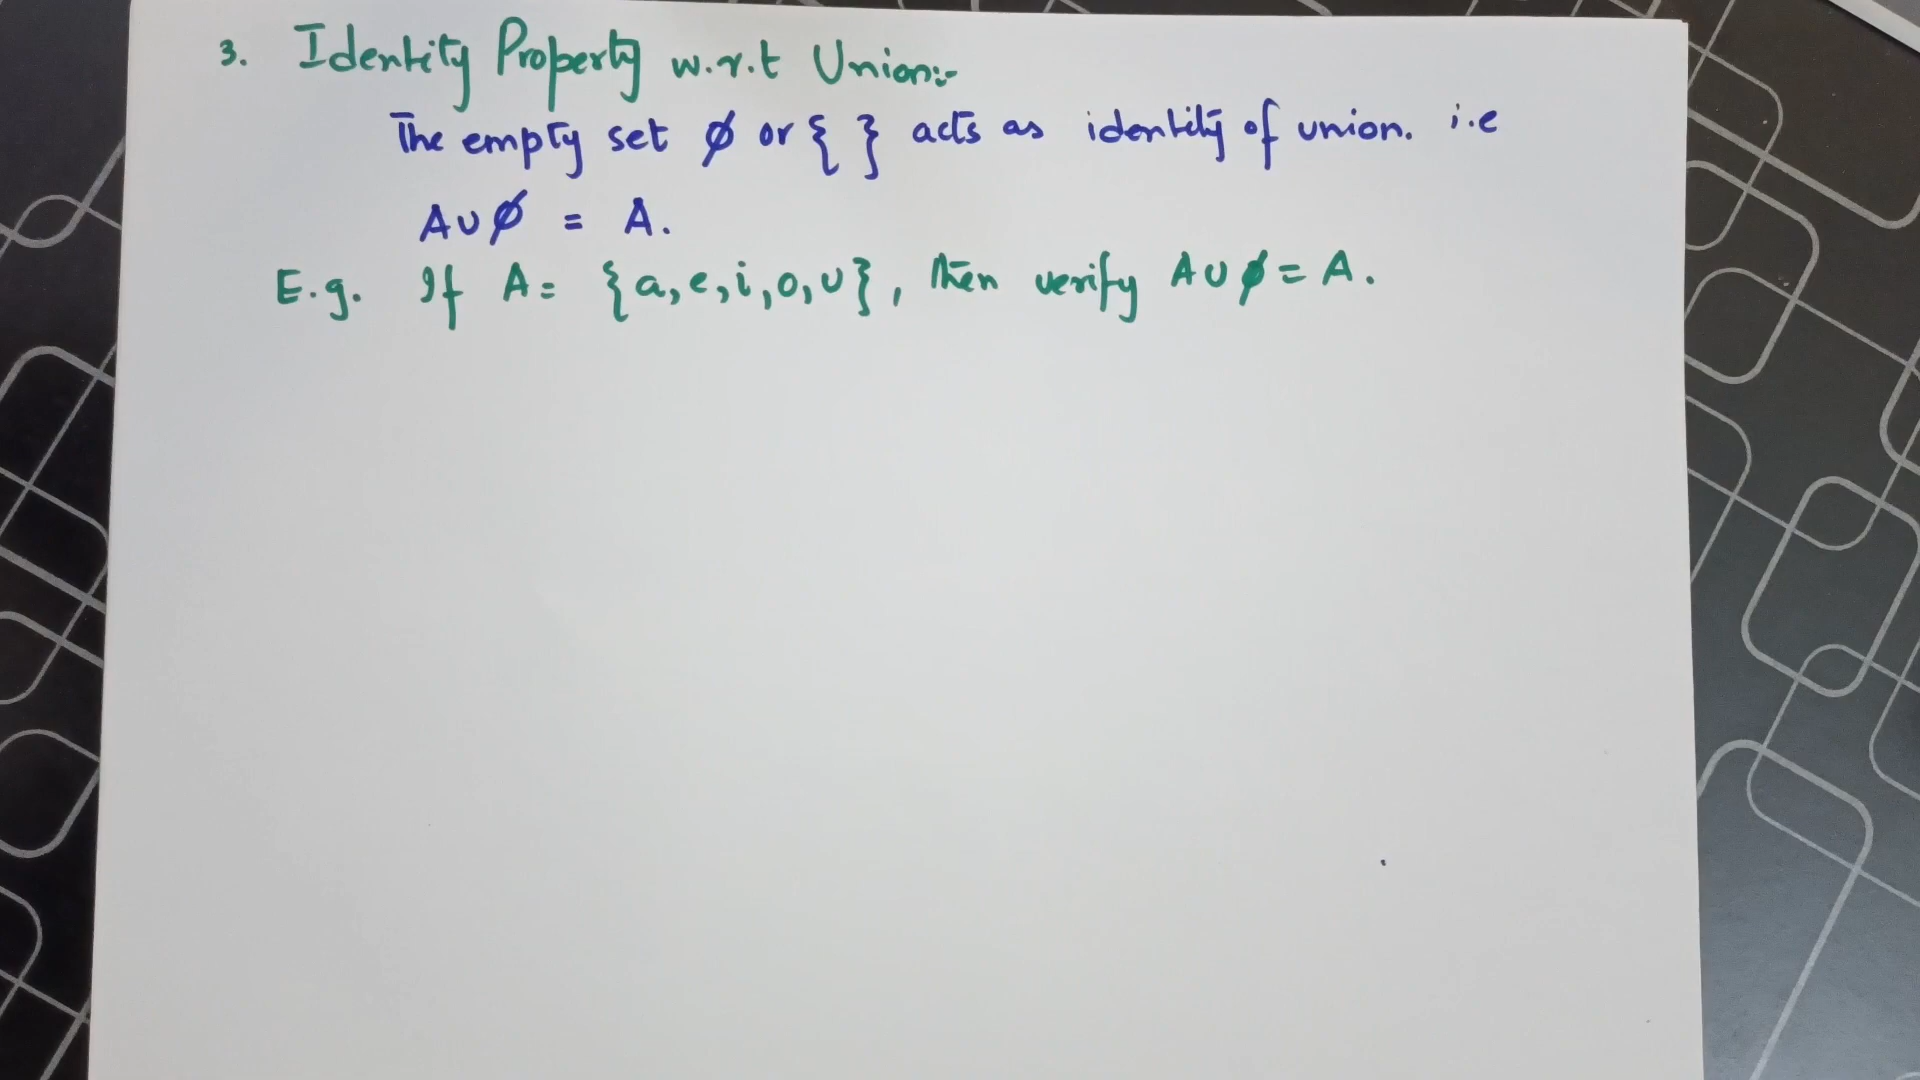 3. Identity Property w.r.t Union:-
The empty set ∅ or { } acts as identity of union. i.e
A∪∅ = A.
E.g. If A= {a,e,i,o,u}, then verify A∪∅=A.